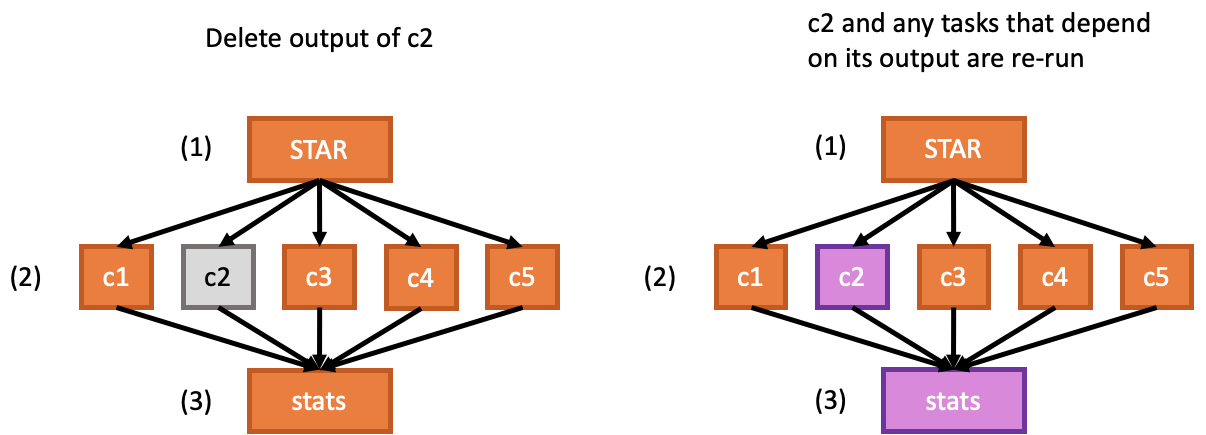 Delete output of c2
(1)
STAR
(2)
c1
c2
c3
c4
c5
(3)
stats
c2 and any tasks that depend
on its output are re-run
(1)
STAR
(2)
c1
c2
c3
c4
c5
(3)
stats